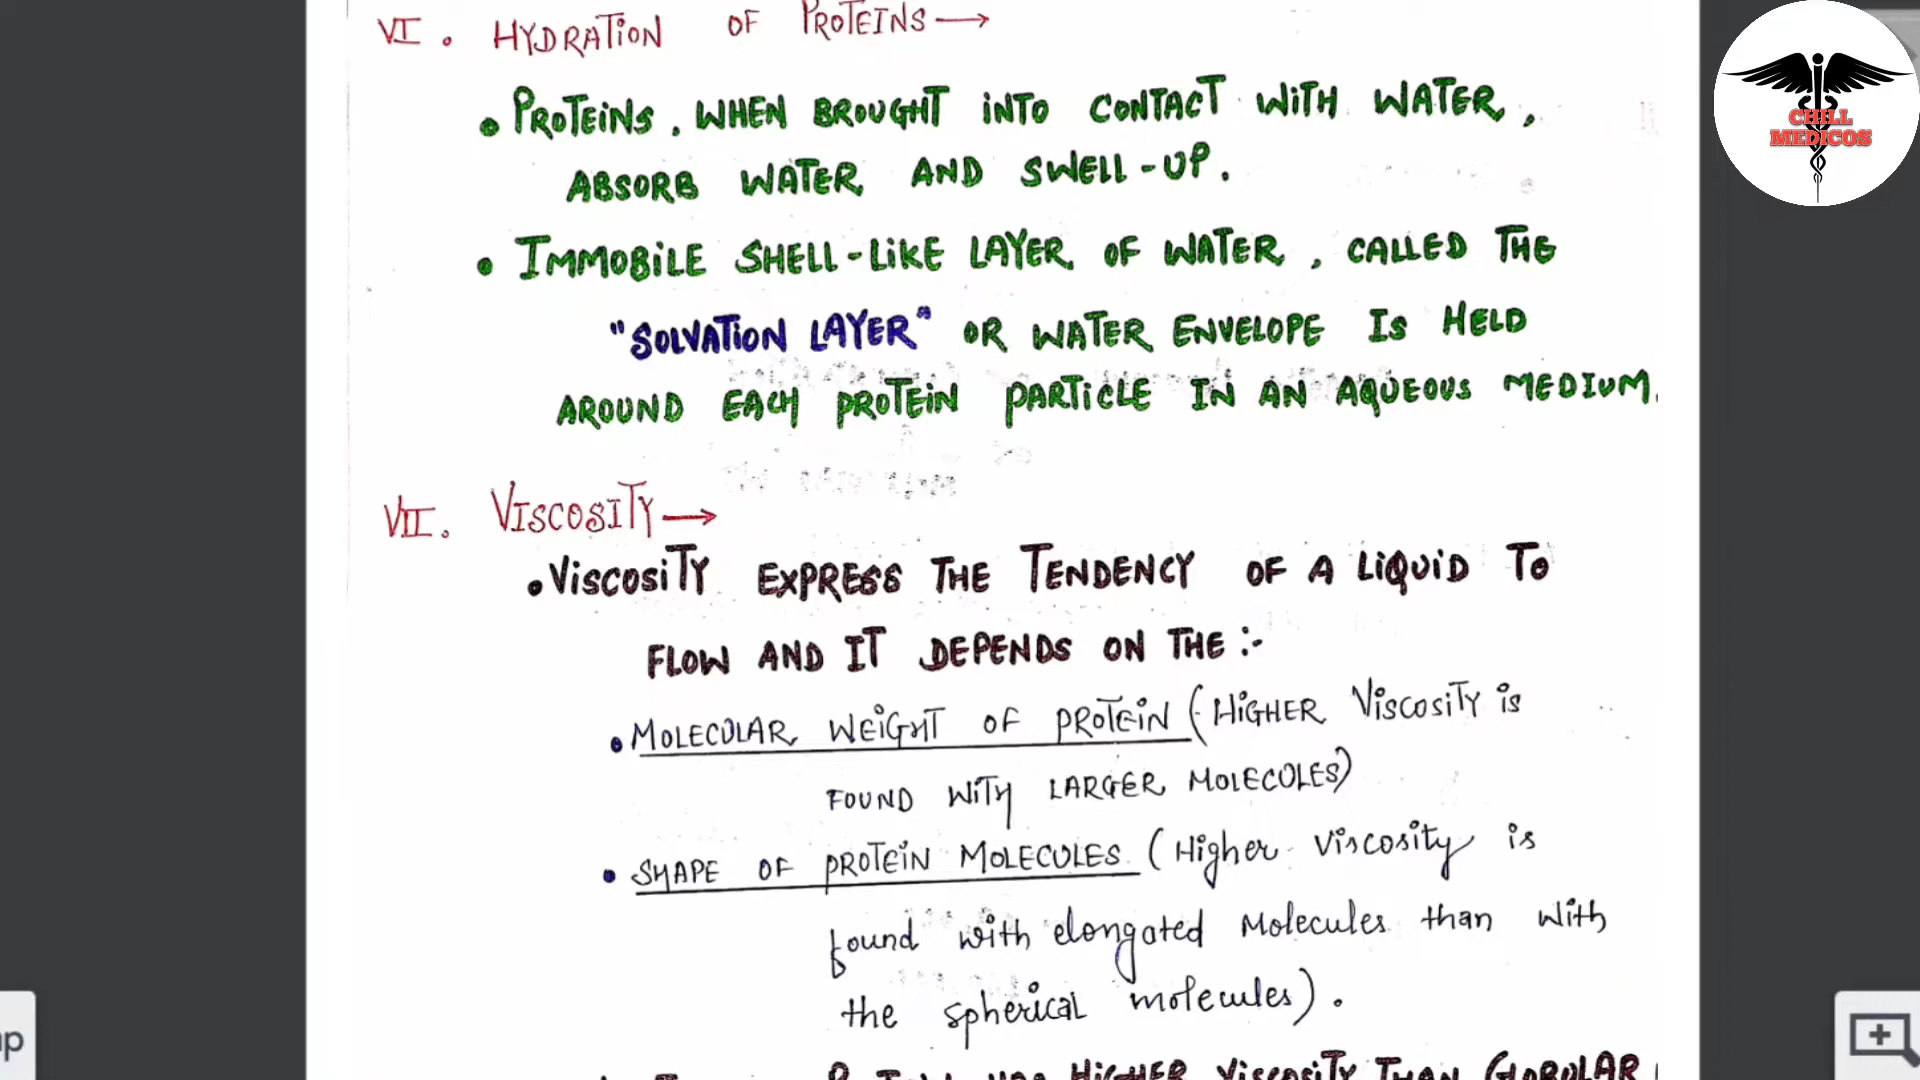 VI. HYDRATION OF PROTEINS →
• PROTEINS, WHEN BROUGHT INTO CONTACT WITH WATER,
ABSORB WATER AND SWELL-UP.
• IMMOBILE SHELL-LIKE LAYER OF WATER, CALLED THE
"SOLVATION LAYER" OR WATER ENVELOPE IS HELD
AROUND EACH PROTEIN PARTICLE IN AN AQUEOUS MEDIUM.
VII. VISCOSITY →
• VISCOSITY EXPRESS THE TENDENCY OF A LIQUID TO
FLOW AND IT DEPENDS ON THE :-
• MOLECULAR WEIGHT OF PROTEIN (HIGHER VISCOSITY IS
FOUND WITH LARGER MOLECULES)
• SHAPE OF PROTEIN MOLECULES (Higher viscosity is
found with elongated molecules than with
the spherical molecules).
HIGHER VISCOSITY THAN GLOBULAR
CHILL
MEDICOS